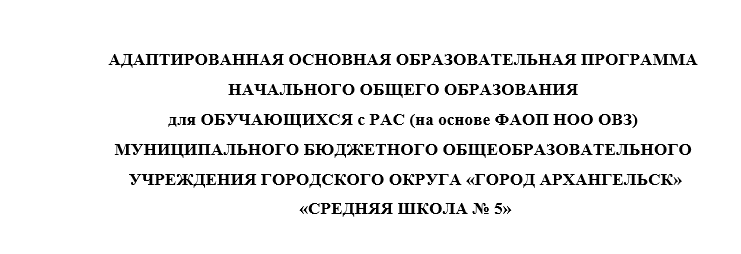 АДАПТИРОВАННАЯ ОСНОВНАЯ ОБРАЗОВАТЕЛЬНАЯ ПРОГРАММА
НАЧАЛЬНОГО ОБЩЕГО ОБРАЗОВАНИЯ
для ОБУЧАЮЩИХСЯ с РАС (на основе ФАОП НОО ОВЗ)
МУНИЦИПАЛЬНОГО БЮДЖЕТНОГО ОБЩЕОБРАЗОВАТЕЛЬНОГО
УЧРЕЖДЕНИЯ ГОРОДСКОГО ОКРУГА «ГОРОД АРХАНГЕЛЬСК»
«СРЕДНЯЯ ШКОЛА № 5»